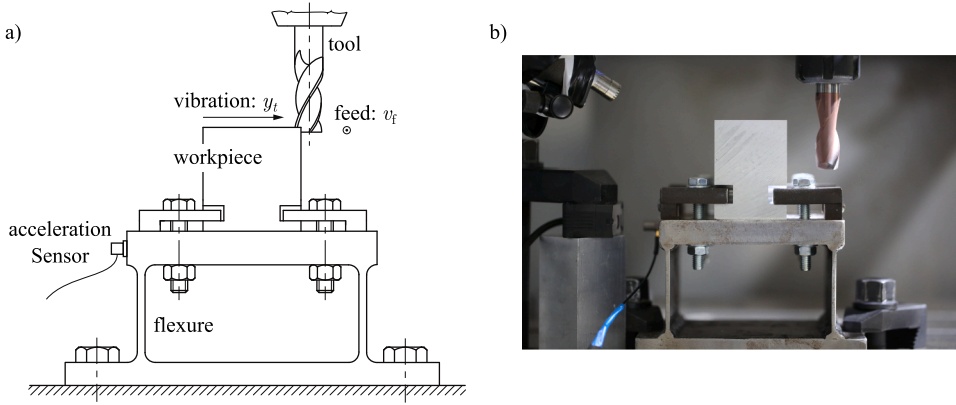 a)
tool
vibration: y_t
feed: v_f
workpiece
acceleration
Sensor
flexure
b)